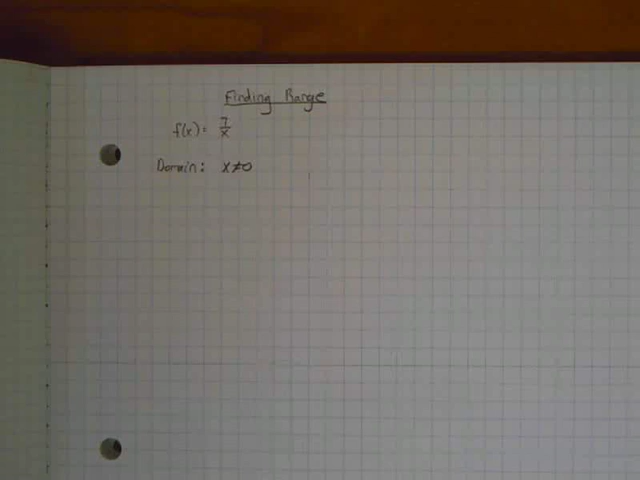 Finding Range
f(x) = 7/x
Domain: x≠0